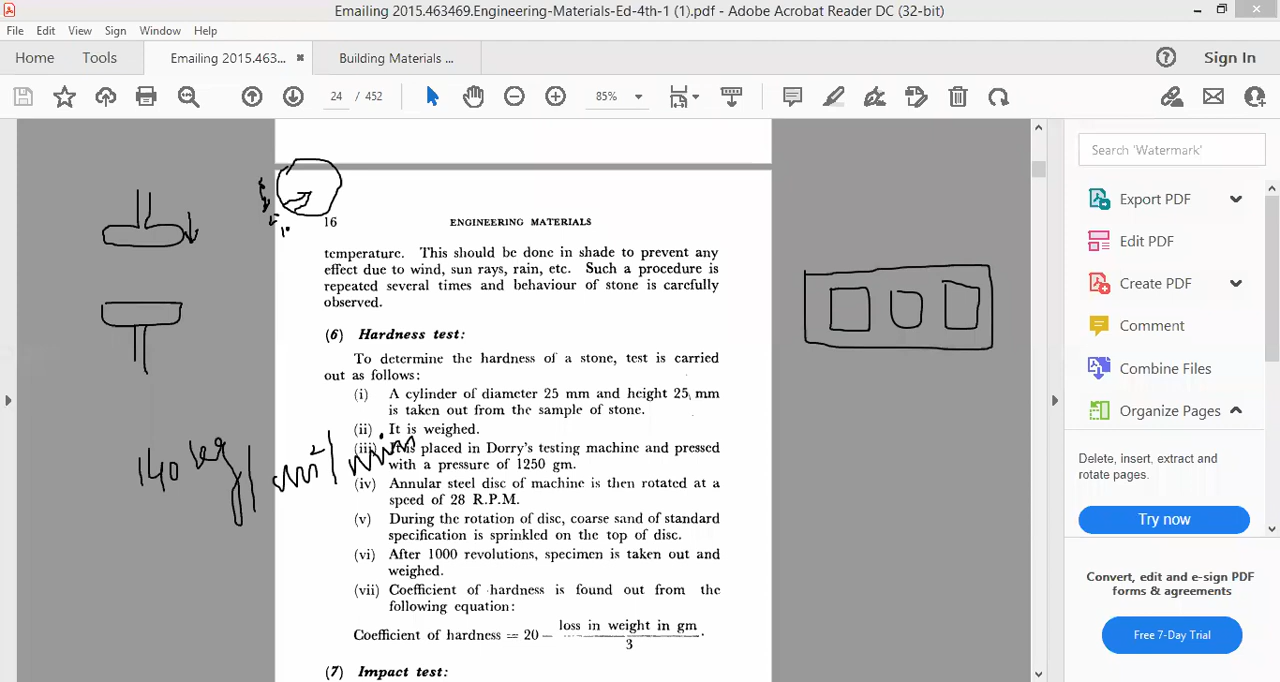 Emailing 2015.463469.Engineering-Materials-Ed-4th-1 (1).pdf - Adobe Acrobat Reader DC (32-bit)
File Edit View Sign Window Help
Home Tools Emailing 2015.463... × Building Materials ... Sign In
24 / 452 85%
Search 'Watermark'
Export PDF
Edit PDF
Create PDF
Comment
Combine Files
Organize Pages
Delete, insert, extract and
rotate pages.
Try now
Convert, edit and e-sign PDF
forms & agreements
Free 7-Day Trial
16 ENGINEERING MATERIALS
temperature. This should be done in shade to prevent any
effect due to wind, sun rays, rain, etc. Such a procedure is
repeated several times and behaviour of stone is carefully
observed.
(6) Hardness test:
To determine the hardness of a stone, test is carried
out as follows:
(i) A cylinder of diameter 25 mm and height 25 mm
is taken out from the sample of stone.
(ii) It is weighed.
(iii) It is placed in Dorry's testing machine and pressed
with a pressure of 1250 gm.
(iv) Annular steel disc of machine is then rotated at a
speed of 28 R.P.M.
(v) During the rotation of disc, coarse sand of standard
specification is sprinkled on the top of disc.
(vi) After 1000 revolutions, specimen is taken out and
weighed.
(vii) Coefficient of hardness is found out from the
following equation:
Coefficient of hardness = 20 — loss in weight in gm / 3.
(7) Impact test:
140 kg/cm²/min